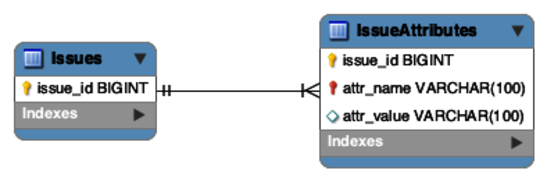 Issues
issue_id BIGINT
Indexes
IssueAttributes
issue_id BIGINT
attr_name VARCHAR(100)
attr_value VARCHAR(100)
Indexes